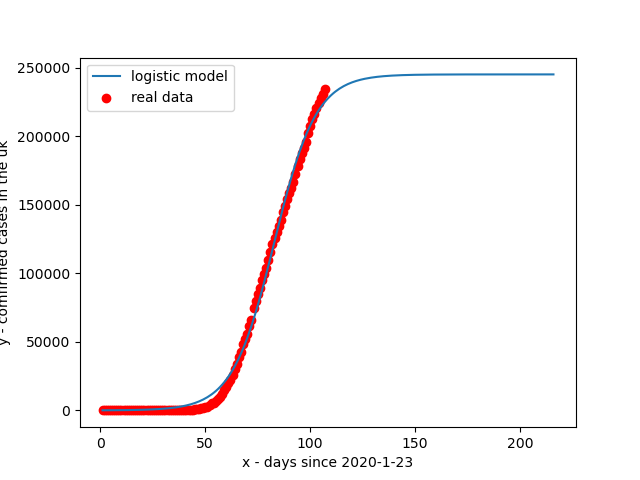 logistic model
real data
250000
200000
150000
100000
50000
0
y - comfirmed cases in the uk
0 50 100 150 200
x - days since 2020-1-23